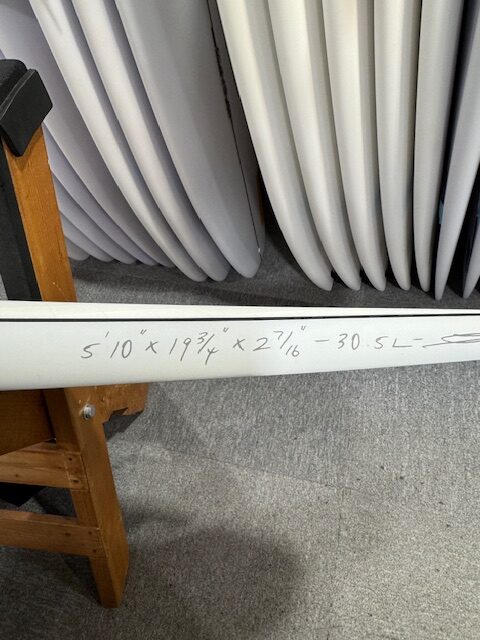 5'10" x 19 3/4" x 2 7/16" - 30.5L-